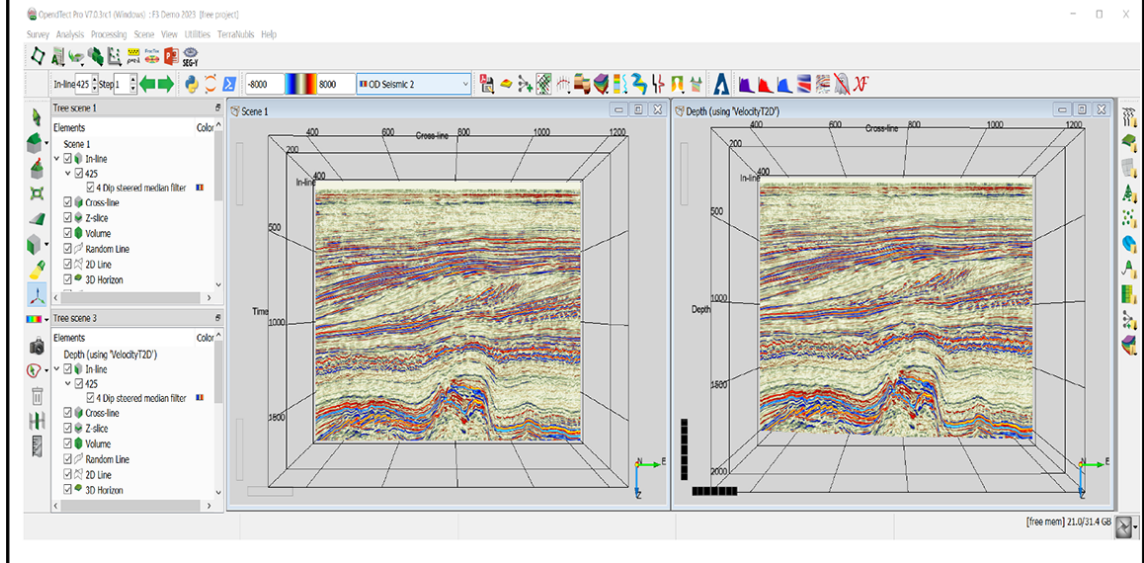 OpendTect Pro V7.0.3rc1 (Windows) : F3 Demo 2023 [free project]
Survey Analysis Processing Scene View Utilities TerraNubis Help
SEG-Y
In-line 425 Step 1 -8000 8000 OD Seismic 2
Tree scene 1
Elements Color
Scene 1
In-line
425
4 Dip steered median filter
Cross-line
Z-slice
Volume
Random Line
2D Line
3D Horizon
Tree scene 3
Elements Color
Depth (using 'VelocityT2D')
In-line
425
4 Dip steered median filter
Cross-line
Z-slice
Volume
Random Line
2D Line
3D Horizon
Scene 1
400 600 Cross-line 800 1000 1200
200
In-line 400
500
Time
1000
1500
N E
Z
Depth (using 'VelocityT2D')
400 600 Cross-line 800 1000 1200
200
In-line 400
500
1000
Depth
1500
2000
N E
Z
[free mem] 21.0/31.4 GB